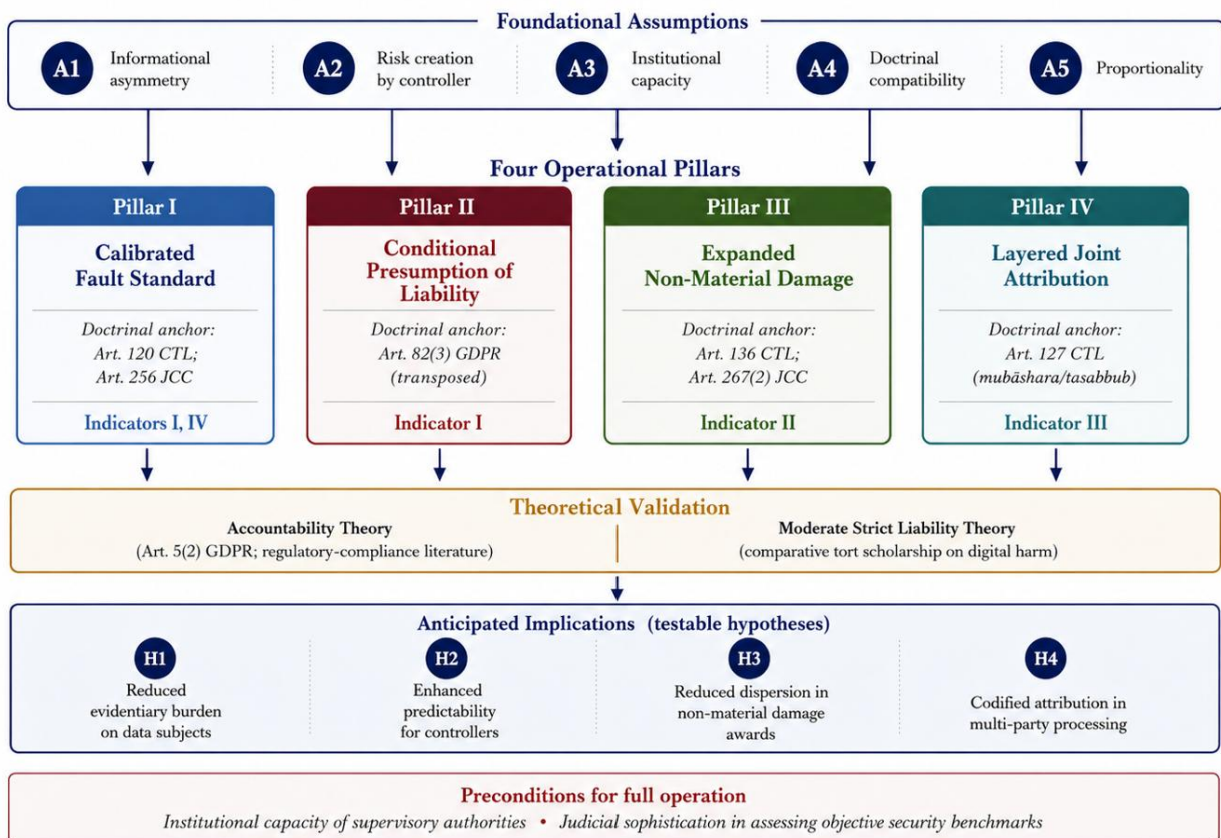 Foundational Assumptions
A1
Informational
asymmetry
A2
Risk creation
by controller
A3
Institutional
capacity
A4
Doctrinal
compatibility
A5
Proportionality
Four Operational Pillars
Pillar I
Calibrated
Fault Standard
Doctrinal anchor:
Art. 120 CTL;
Art. 256 JCC
Indicators I, IV
Pillar II
Conditional
Presumption of
Liability
Doctrinal anchor:
Art. 82(3) GDPR
(transposed)
Indicator I
Pillar III
Expanded
Non-Material Damage
Doctrinal anchor:
Art. 136 CTL;
Art. 267(2) JCC
Indicator II
Pillar IV
Layered Joint
Attribution
Doctrinal anchor:
Art. 127 CTL
(mubāshara/tasabbub)
Indicator III
Theoretical Validation
Accountability Theory
(Art. 5(2) GDPR; regulatory-compliance literature)
Moderate Strict Liability Theory
(comparative tort scholarship on digital harm)
Anticipated Implications (testable hypotheses)
H1
Reduced
evidentiary burden
on data subjects
H2
Enhanced
predictability
for controllers
H3
Reduced dispersion in
non-material damage
awards
H4
Codified attribution in
multi-party processing
Preconditions for full operation
Institutional capacity of supervisory authorities • Judicial sophistication in assessing objective security benchmarks